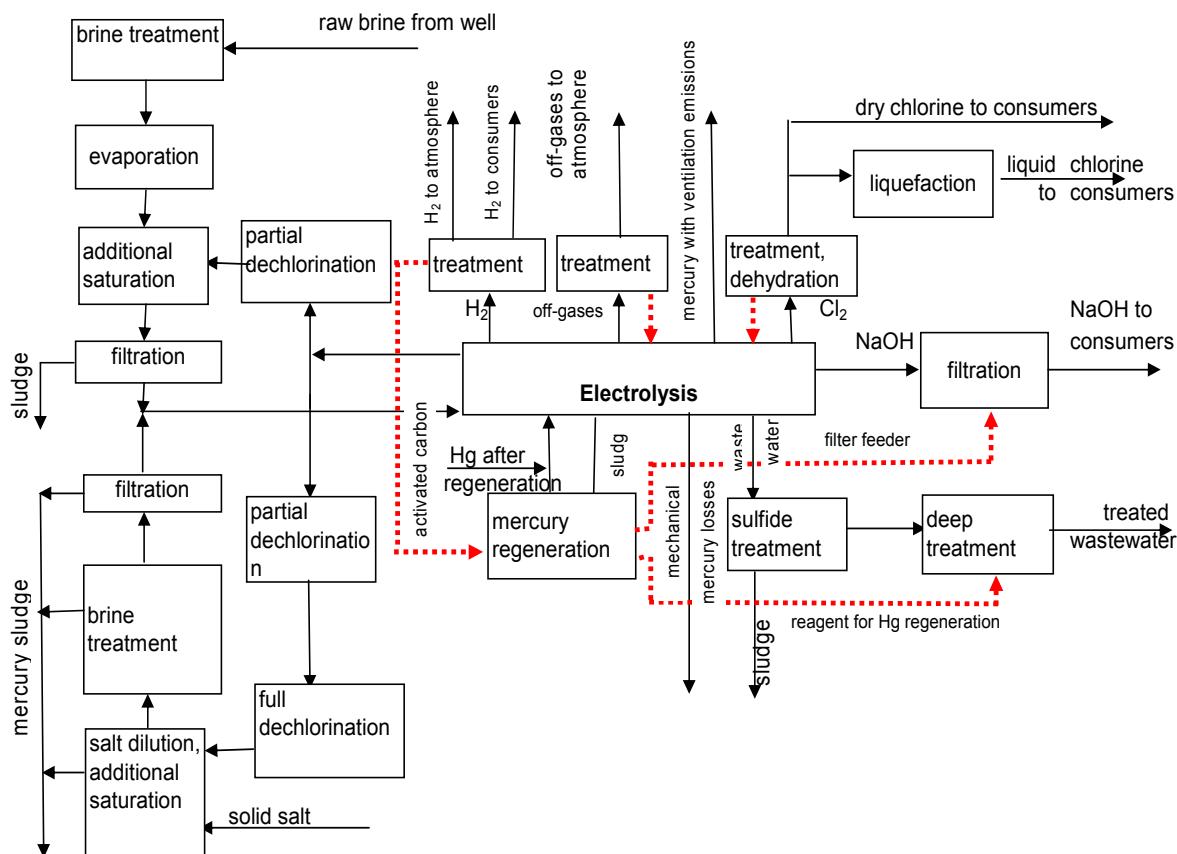 raw brine from well
brine treatment
evaporation
additional
saturation
partial
dechlorination
filtration
sludge
H2 to atmosphere
H2 to consumers
off-gases to
atmosphere
mercury with ventilation emissions
dry chlorine to consumers
liquefaction
liquid chlorine
to consumers
treatment
treatment
treatment,
dehydration
H2
off-gases
Cl2
NaOH
NaOH to
consumers
filtration
Electrolysis
activated carbon
Hg after
regeneration
sludg
waste
water
filter feeder
mercury
regeneration
mechanical
mercury losses
sulfide
treatment
deep
treatment
treated
wastewater
reagent for Hg regeneration
sludge
filtration
partial
dechlorinatio
n
brine
treatment
mercury sludge
full
dechlorination
salt dilution,
additional
saturation
solid salt